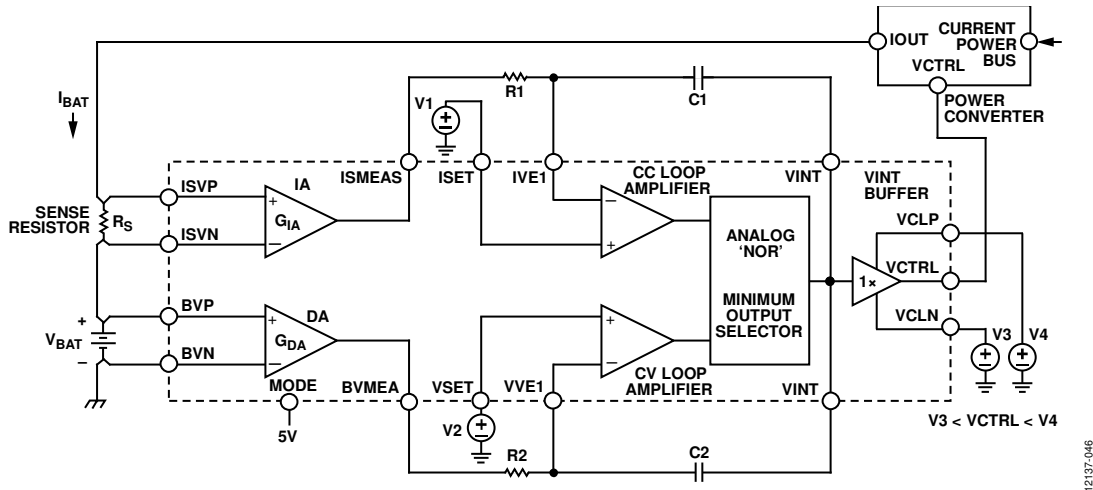 IOUT
CURRENT
POWER
BUS
VCTRL
POWER
CONVERTER
IBAT
R1
C1
V1
ISMEAS
ISET
IVE1
VINT
SENSE
RESISTOR
RS
ISVP
ISVN
IA
GIA
+
−
CC LOOP
AMPLIFIER
−
+
ANALOG
'NOR'
MINIMUM
OUTPUT
SELECTOR
VINT
BUFFER
1×
VCLP
VCTRL
VCLN
V3
V4
+
VBAT
−
BVP
BVN
DA
GDA
+
−
+
−
CV LOOP
AMPLIFIER
MODE
5V
BVMEA
VSET
VVE1
VINT
V2
R2
C2
V3 < VCTRL < V4
12137-046